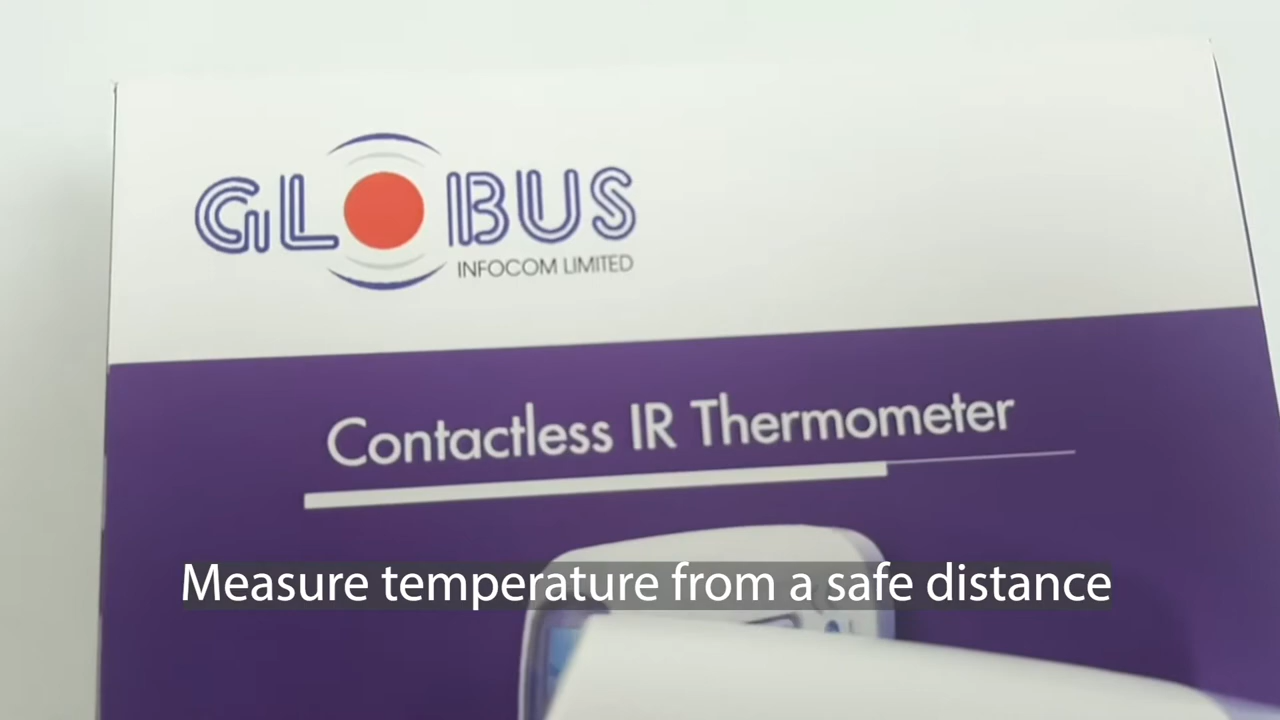 GLOBUS
INFOCOM LIMITED
Contactless IR Thermometer
Measure temperature from a safe distance